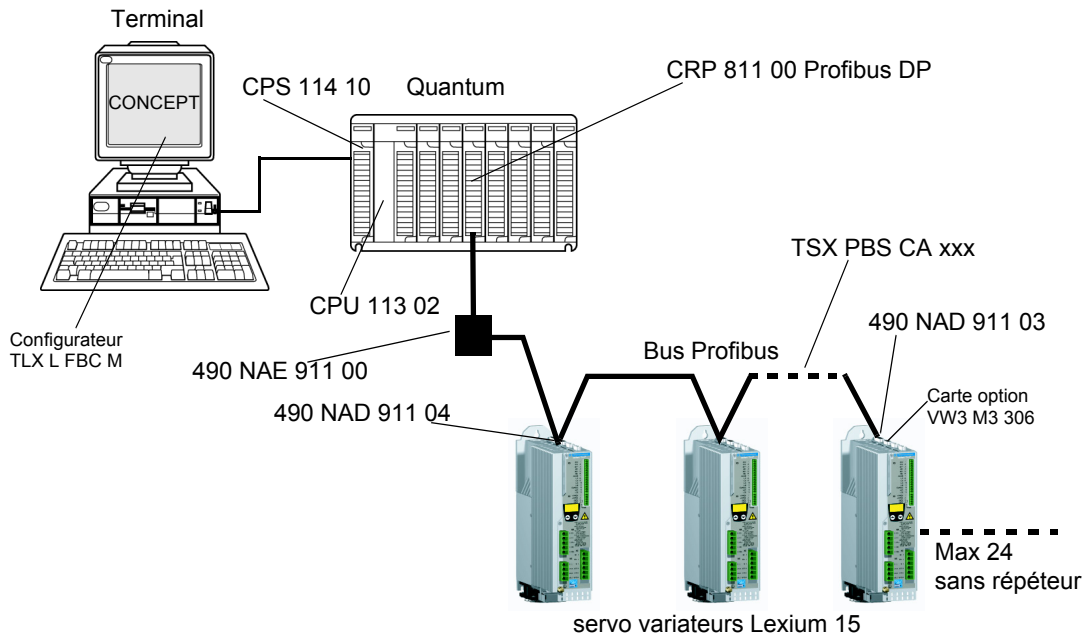 Terminal
CONCEPT
CPS 114 10
Quantum
CRP 811 00 Profibus DP
CPU 113 02
Configurateur
TLX L FBC M
490 NAE 911 00
490 NAD 911 04
Bus Profibus
TSX PBS CA xxx
490 NAD 911 03
Carte option
VW3 M3 306
Max 24
sans répéteur
servo variateurs Lexium 15